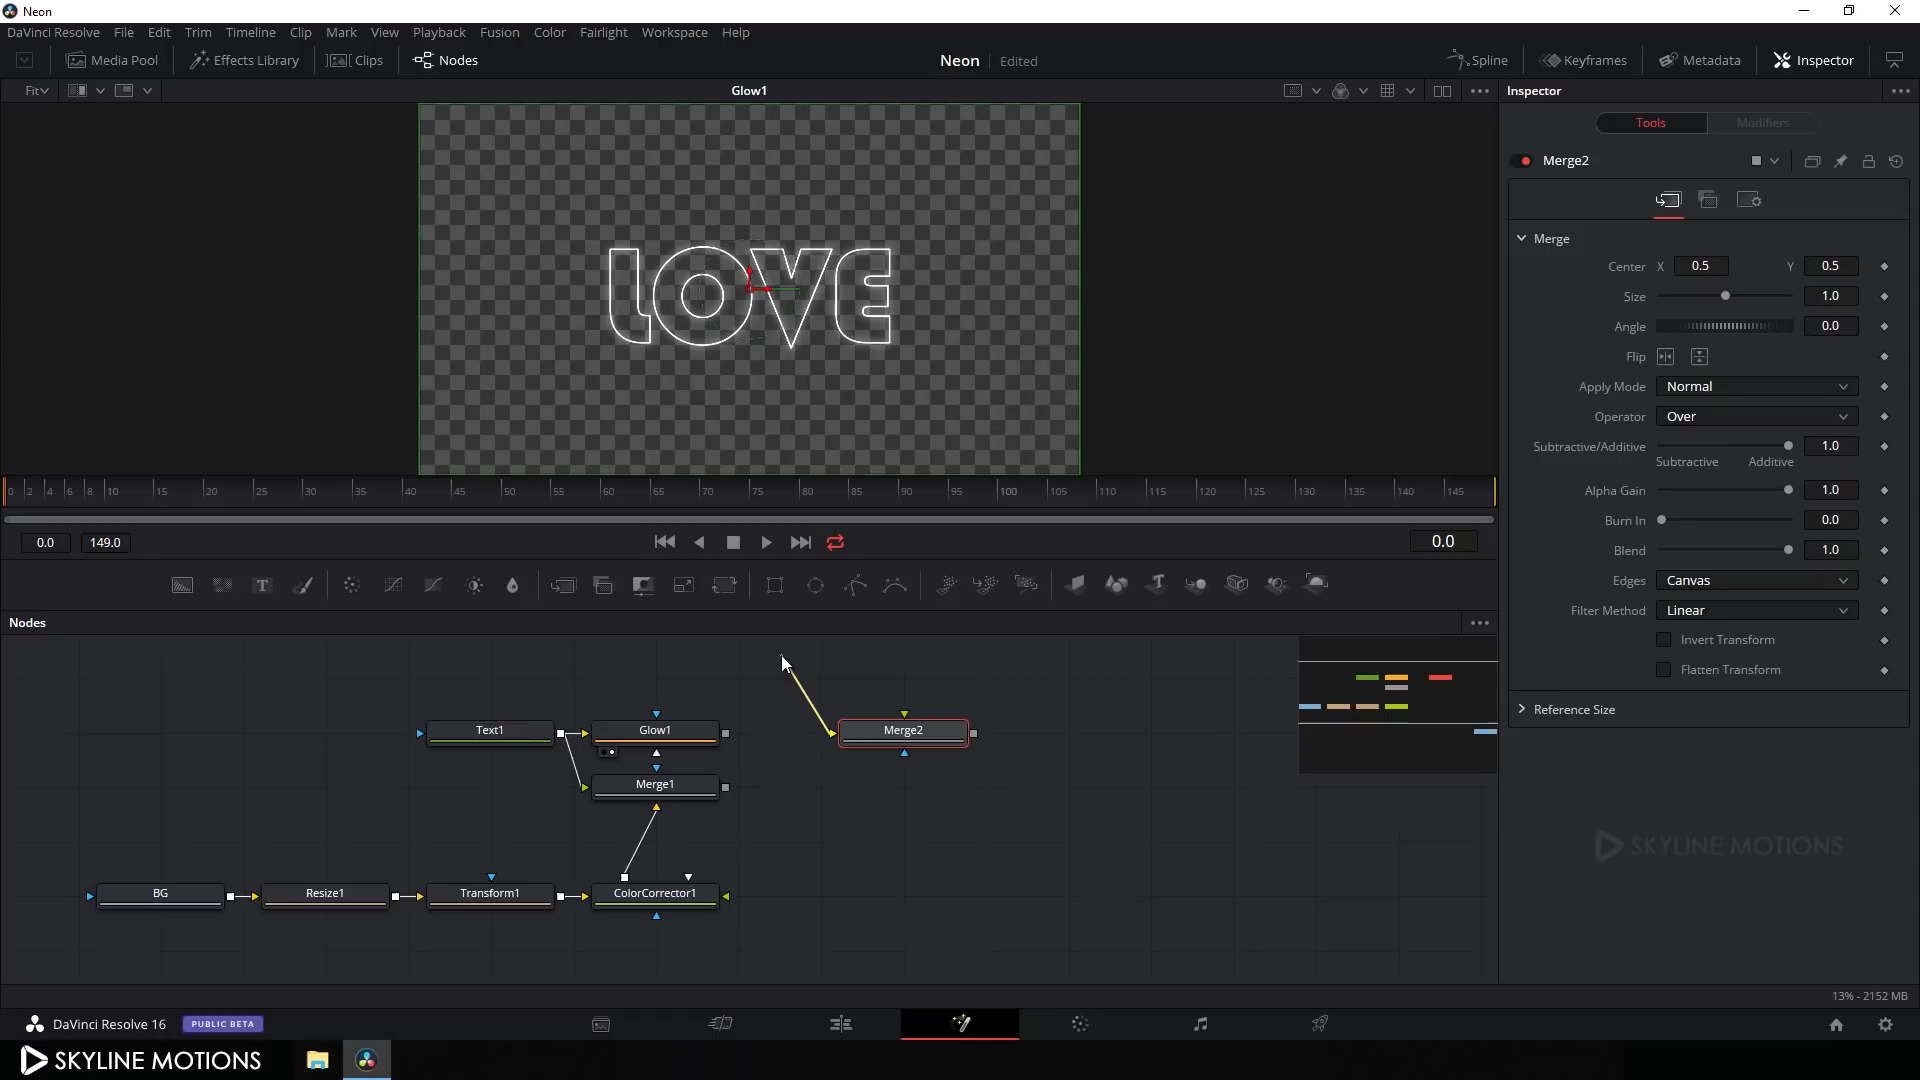 Neon
DaVinci Resolve File Edit Trim Timeline Clip Mark View Playback Fusion Color Fairlight Workspace Help
Media Pool Effects Library Clips Nodes Neon Edited Spline Keyframes Metadata Inspector
Fit Glow1 Inspector
Tools Modifiers
Merge2
Merge
Center X 0.5 Y 0.5
Size 1.0
Angle 0.0
Flip
Apply Mode Normal
Operator Over
Subtractive/Additive 1.0
Subtractive Additive
Alpha Gain 1.0
Burn In 0.0
Blend 1.0
Edges Canvas
Filter Method Linear
Invert Transform
Flatten Transform
Reference Size
LOVE
0 2 4 6 8 10 15 20 25 30 35 40 45 50 55 60 65 70 75 80 85 90 95 100 105 110 115 120 125 130 135 140 145
0.0 149.0 0.0
T
Nodes
Text1 Glow1 Merge2
Merge1
BG Resize1 Transform1 ColorCorrector1
SKYLINE MOTIONS
13% - 2152 MB
DaVinci Resolve 16 PUBLIC BETA
SKYLINE MOTIONS